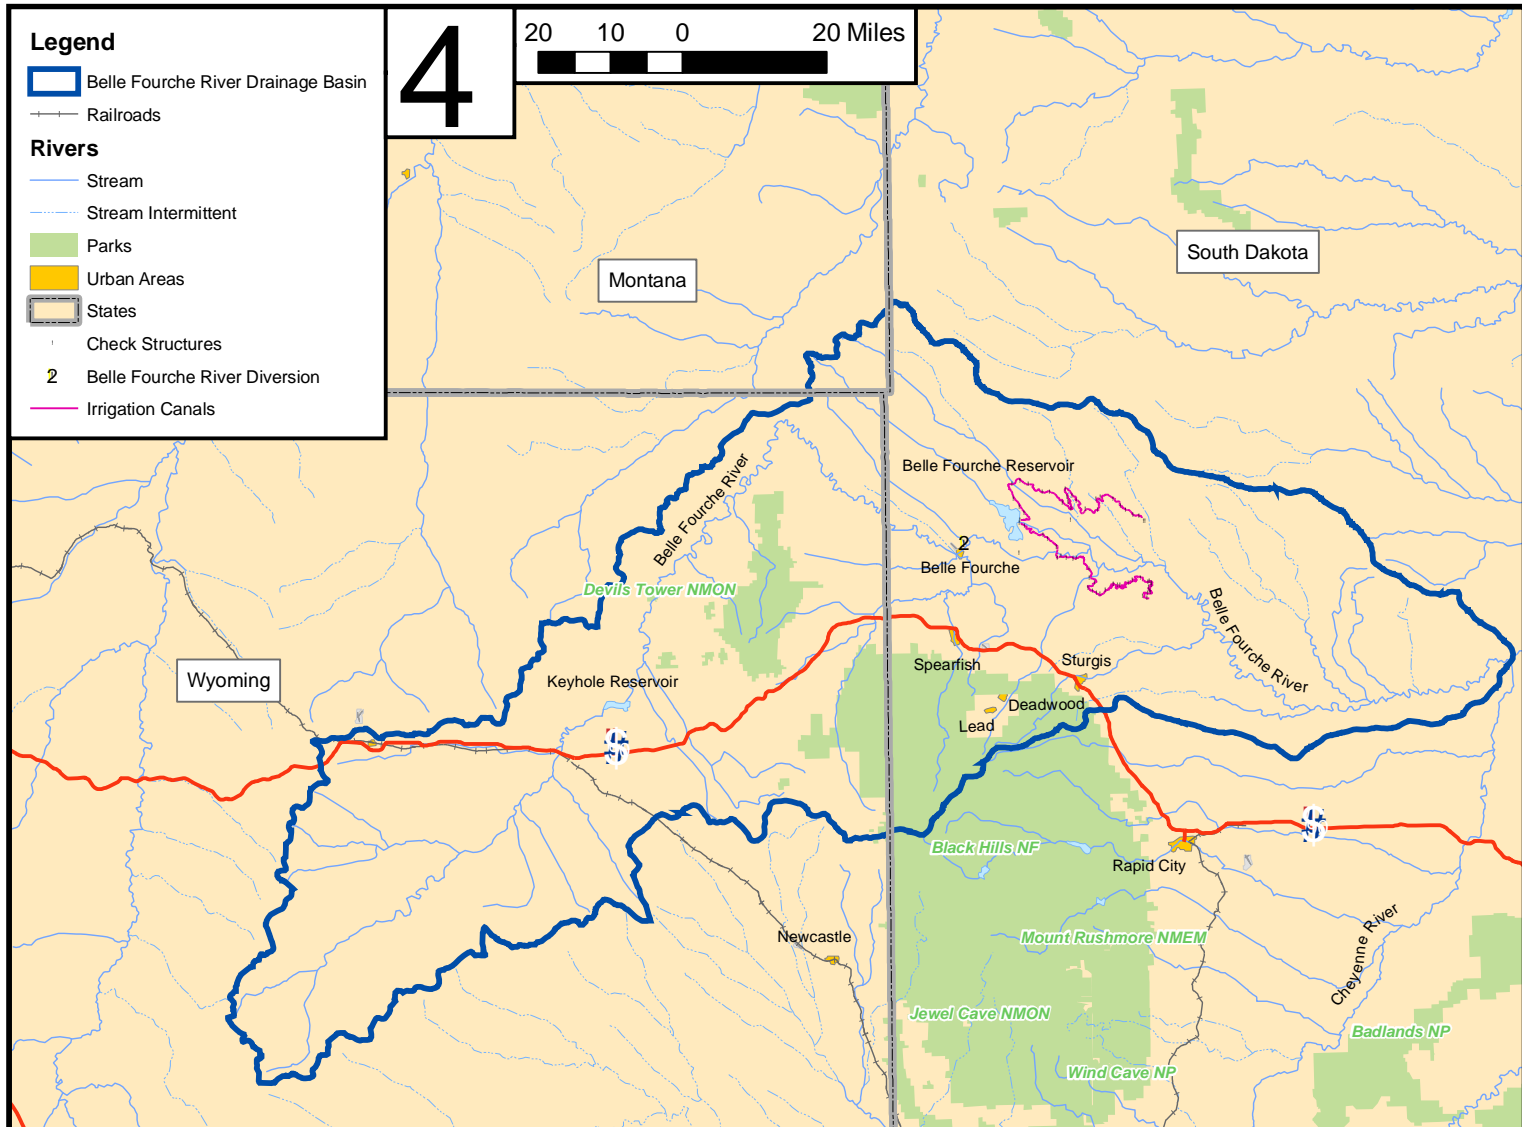 Legend
Belle Fourche River Drainage Basin
Railroads
Rivers
Stream
Stream Intermittent
Parks
Urban Areas
States
Check Structures
2 Belle Fourche River Diversion
Irrigation Canals
4
20 10 0 20 Miles
Montana
South Dakota
Wyoming
Belle Fourche Reservoir
Belle Fourche River
2
Belle Fourche
Devils Tower NMON
Belle Fourche River
Spearfish
Sturgis
Keyhole Reservoir
Deadwood
Lead
Black Hills NF
Rapid City
Newcastle
Mount Rushmore NMEM
Cheyenne River
Jewel Cave NMON
Badlands NP
Wind Cave NP